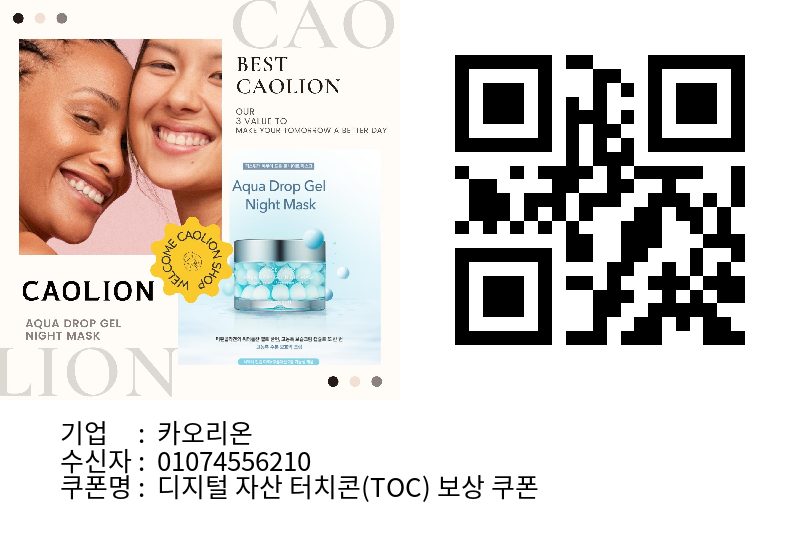 CAO
BEST
CAOLION
OUR
3 VALUE TO
MAKE YOUR TOMORROW A BETTER DAY
Aqua Drop Gel
Night Mask
WELCOME CAOLION SHOP
CAOLION
AQUA DROP GEL
NIGHT MASK
LION
기업 : 카오리온
수신자 : 01074556210
쿠폰명 : 디지털 자산 터치콘(TOC) 보상 쿠폰